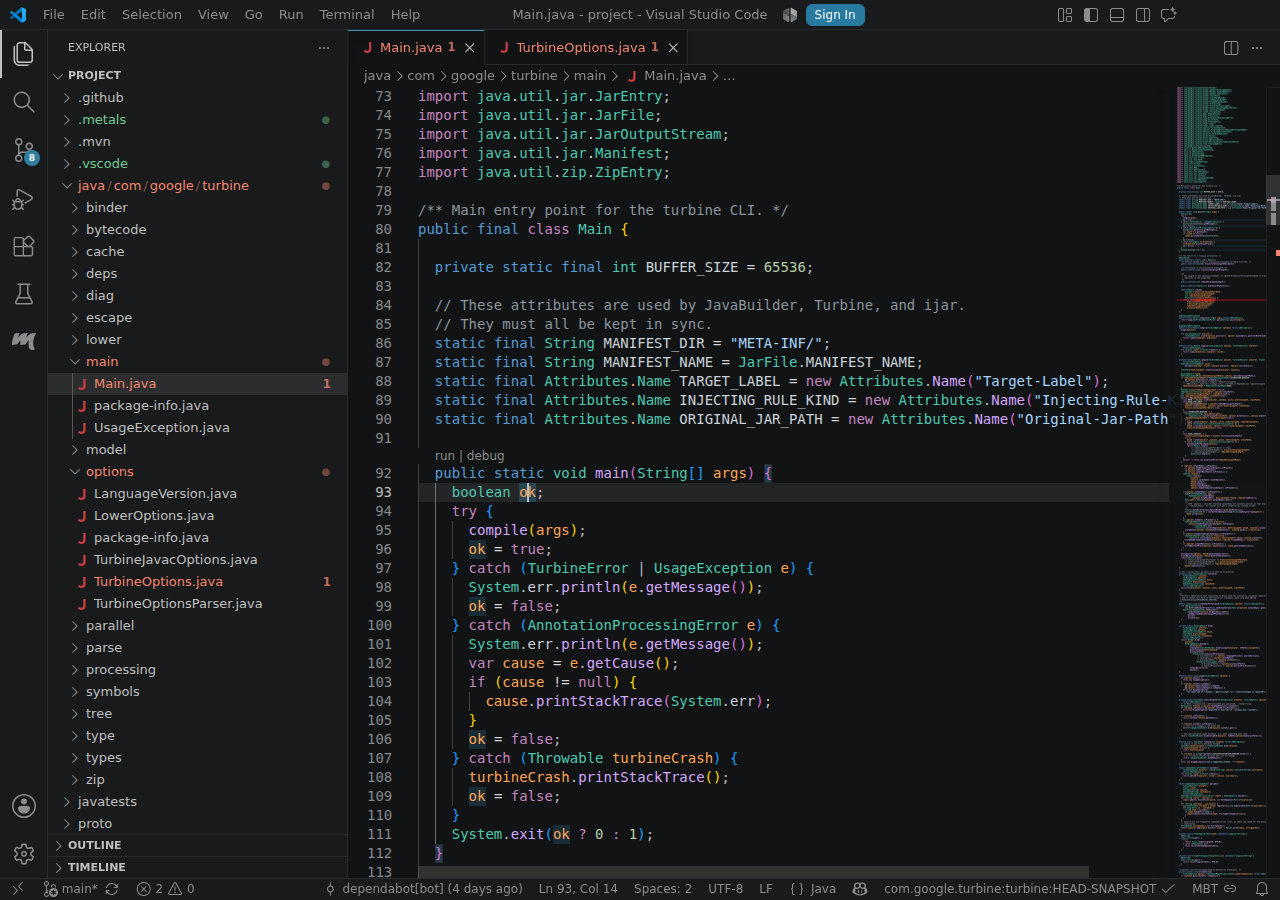 File Edit Selection View Go Run Terminal Help
Main.java - project - Visual Studio Code
Sign In
EXPLORER
PROJECT
.github
.metals
.mvn
.vscode
java/com/google/turbine
binder
bytecode
cache
deps
diag
escape
lower
main
Main.java 1
package-info.java
UsageException.java
model
options
LanguageVersion.java
LowerOptions.java
package-info.java
TurbineJavacOptions.java
TurbineOptions.java 1
TurbineOptionsParser.java
parallel
parse
processing
symbols
tree
type
types
zip
javatests
proto
OUTLINE
TIMELINE
8
Main.java 1
TurbineOptions.java 1
java > com > google > turbine > main > Main.java > ...
73 import java.util.jar.JarEntry;
74 import java.util.jar.JarFile;
75 import java.util.jar.JarOutputStream;
76 import java.util.jar.Manifest;
77 import java.util.zip.ZipEntry;
78
79 /** Main entry point for the turbine CLI. */
80 public final class Main {
81
82 private static final int BUFFER_SIZE = 65536;
83
84 // These attributes are used by JavaBuilder, Turbine, and ijar.
85 // They must all be kept in sync.
86 static final String MANIFEST_DIR = "META-INF/";
87 static final String MANIFEST_NAME = JarFile.MANIFEST_NAME;
88 static final Attributes.Name TARGET_LABEL = new Attributes.Name("Target-Label");
89 static final Attributes.Name INJECTING_RULE_KIND = new Attributes.Name("Injecting-Rule-K
90 static final Attributes.Name ORIGINAL_JAR_PATH = new Attributes.Name("Original-Jar-Path
91
run | debug
92 public static void main(String[] args) {
93 boolean ok;
94 try {
95 compile(args);
96 ok = true;
97 } catch (TurbineError | UsageException e) {
98 System.err.println(e.getMessage());
99 ok = false;
100 } catch (AnnotationProcessingError e) {
101 System.err.println(e.getMessage());
102 var cause = e.getCause();
103 if (cause != null) {
104 cause.printStackTrace(System.err);
105 }
106 ok = false;
107 } catch (Throwable turbineCrash) {
108 turbineCrash.printStackTrace();
109 ok = false;
110 }
111 System.exit(ok ? 0 : 1);
112 }
113
main* 2 0 dependabot[bot] (4 days ago) Ln 93, Col 14 Spaces: 2 UTF-8 LF { } Java com.google.turbine:turbine:HEAD-SNAPSHOT MBT